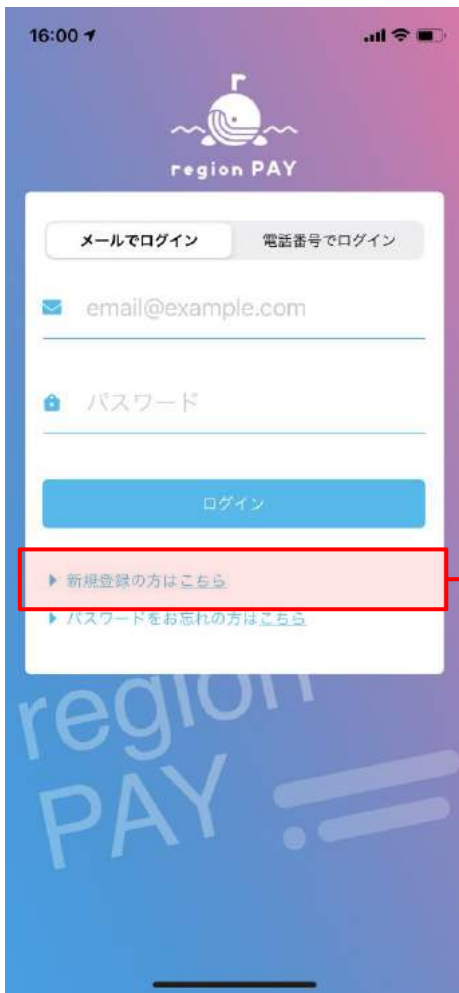 16:00
region PAY
メールでログイン 電話番号でログイン
email@example.com
パスワード
ログイン
新規登録の方はこちら
パスワードをお忘れの方はこちら
region
PAY